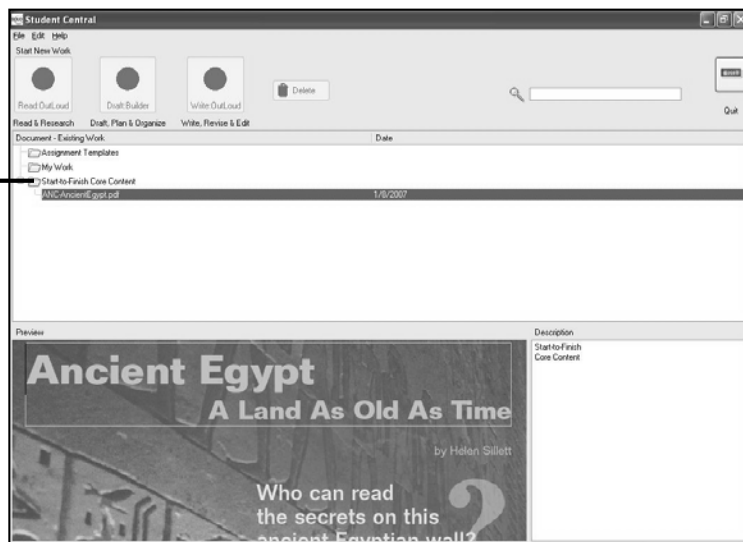 Student Central
File Edit Help
Start New Work
Read OutLoud
Draft:Builder
Write:OutLoud
Delete
Quit
Read & Research
Draft, Plan & Organize
Write, Revise & Edit
Document - Existing Work
Date
Assignment Templates
My Work
Start-to-Finish Core Content
ANC-AncientEgypt.pdf
1/8/2007
Preview
Description
Ancient Egypt
A Land As Old As Time
by Helen Sillett
Who can read
the secrets on this
ancient Egyptian wall?
Start-to-Finish
Core Content